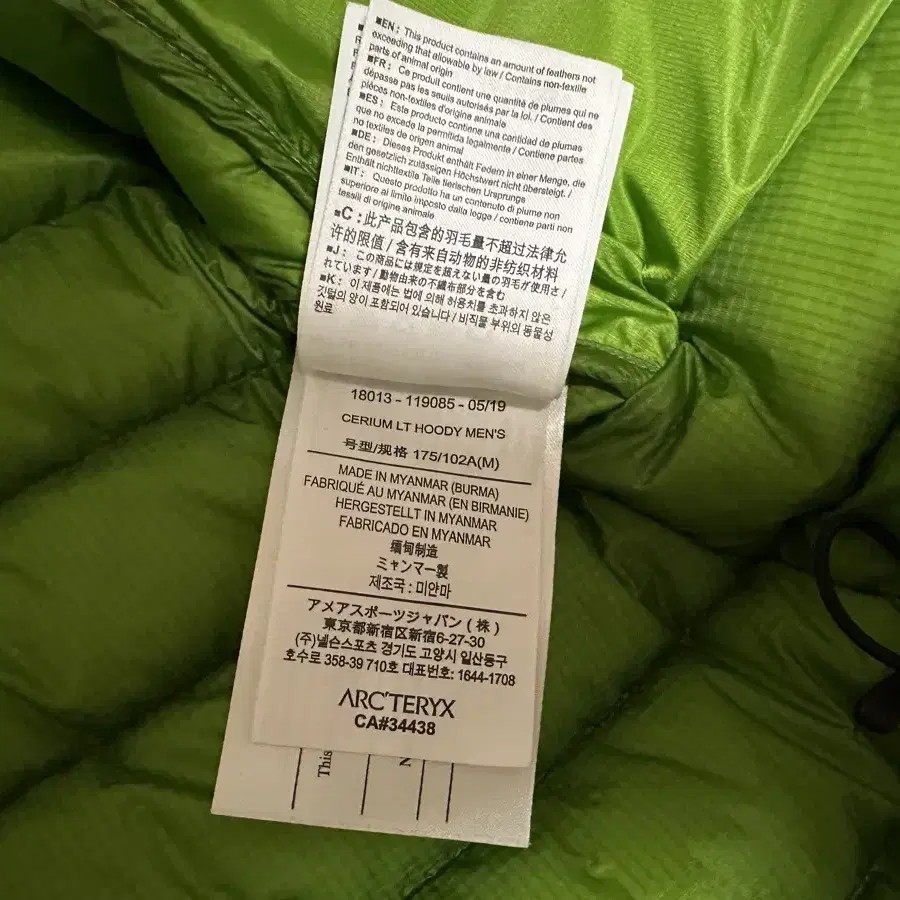 ■EN: This product contains an amount of feathers not
exceeding that allowable by law / Contains non-textile
parts of animal origin
■FR: Ce produit contient une quantité de plumes qui ne
dépasse pas les seuils autorisés par la loi. / Contient des
pièces non-textiles d'origine animale
■ES: Este producto contiene una cantidad de plumas
que no excede la permitida legalmente / Contiene partes
no textiles de origen animal
■DE: Dieses Produkt enthält Federn in einer Menge, die
den gesetzlich zulässigen Höchstwert nicht übersteigt. /
Enthält nichttextile Teile tierischen Ursprungs
■IT: Questo prodotto ha un contenuto di piume non
superiore al limite imposto dalla legge / contiene parti non
tessili di origine animale
■C: 此产品包含的羽毛量不超过法律允
许的限值 / 含有来自动物的非纺织材料
■J: この商品には規定を超えない量の羽毛が使用さ
れています / 動物由来の不織布部分を含む
■K: 이 제품에는 법에 의해 허용치를 초과하지 않은
깃털의 양이 포함되어 있습니다 / 비직물 부위의 동물성
원료
18013 - 119085 - 05/19
CERIUM LT HOODY MEN'S
号型/规格 175/102A(M)
MADE IN MYANMAR (BURMA)
FABRIQUÉ AU MYANMAR (EN BIRMANIE)
HERGESTELLT IN MYANMAR
FABRICADO EN MYANMAR
缅甸制造
ミャンマー製
제조국 : 미얀마
アメアスポーツジャパン ( 株 )
東京都新宿区新宿6-27-30
(주)넬슨스포츠 경기도 고양시 일산동구
호수로 358-39 710호 대표번호: 1644-1708
ARC'TERYX
CA#34438
This